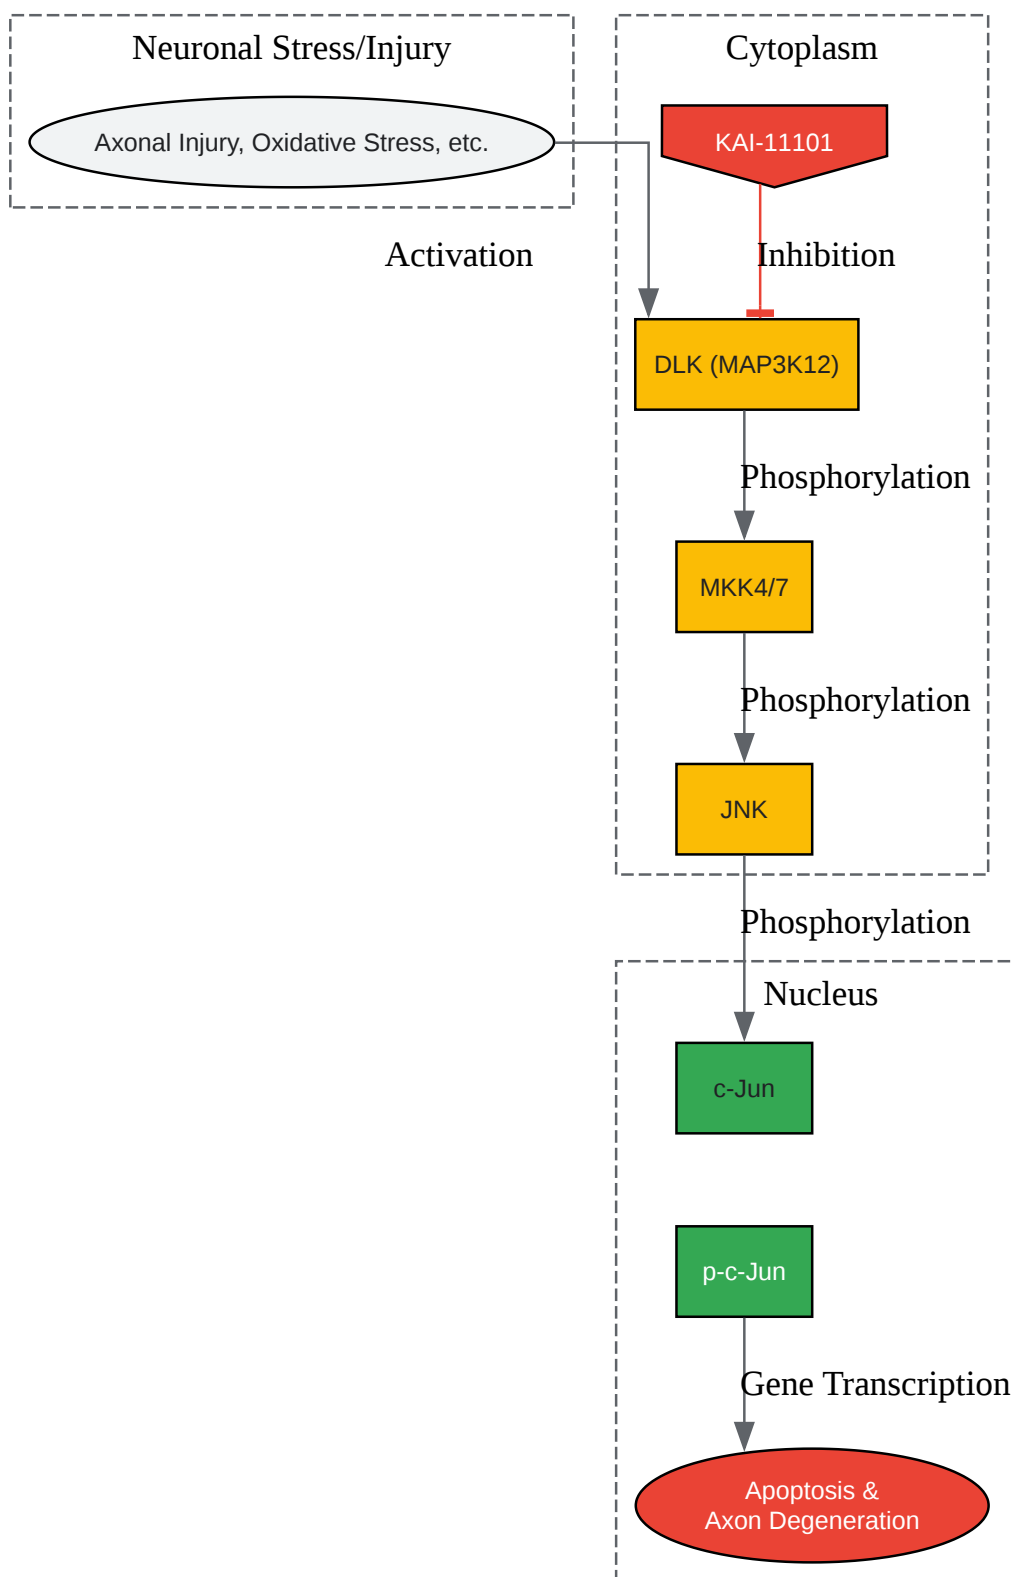 Neuronal Stress/Injury
Axonal Injury, Oxidative Stress, etc.
Cytoplasm
KAI-11101
Activation
Inhibition
DLK (MAP3K12)
Phosphorylation
MKK4/7
Phosphorylation
JNK
Phosphorylation
Nucleus
c-Jun
p-c-Jun
Gene Transcription
Apoptosis &
Axon Degeneration